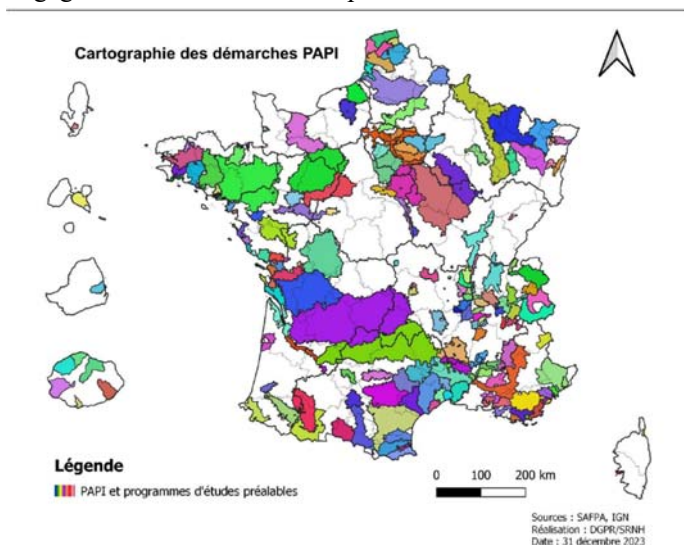 Cartographie des démarches PAPI
Légende
PAPI et programmes d'études préalables
0 100 200 km
Sources : SAFPA, IGN
Réalisation : DGPR/SRNH
Date : 31 décembre 2023